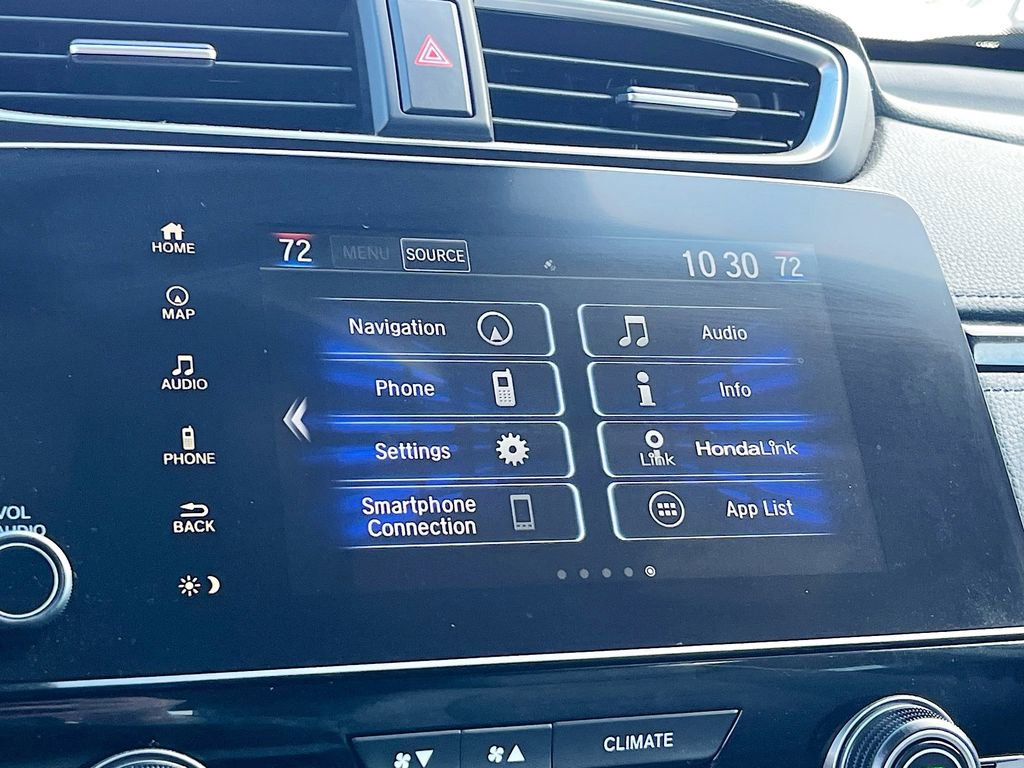 HOME
MAP
AUDIO
PHONE
BACK
VOL
AUDIO
72 MENU SOURCE 10 30 72
Navigation Audio
Phone Info
Settings Link HondaLink
Smartphone
Connection App List
CLIMATE